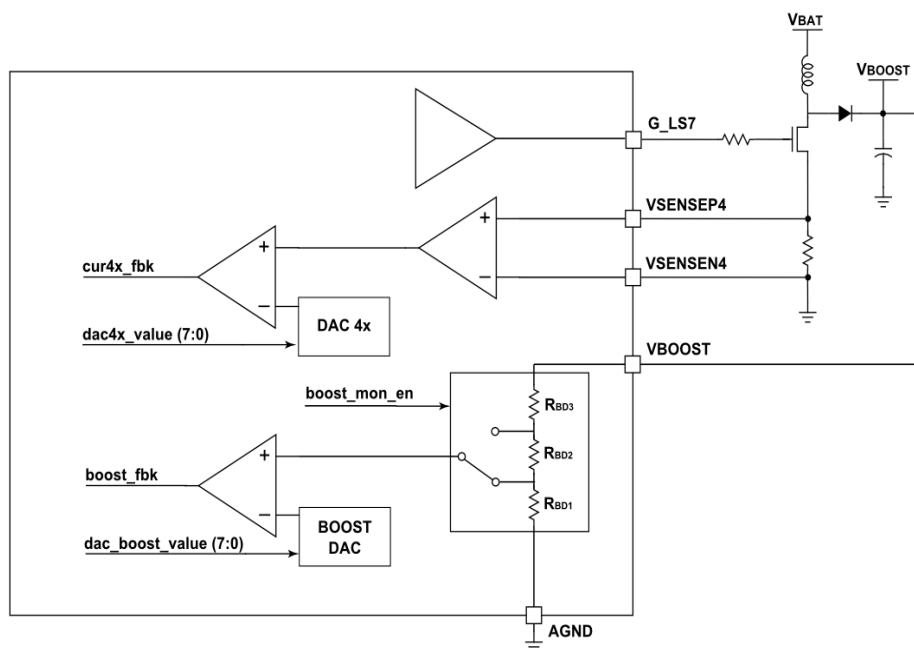 VBAT
VBOOST
G_LS7
VSENSEP4
+
+
cur4x_fbk
−
−
VSENSEN4
DAC 4x
dac4x_value (7:0)
VBOOST
boost_mon_en
RBD3
RBD2
+
boost_fbk
RBD1
−
BOOST
DAC
dac_boost_value (7:0)
AGND